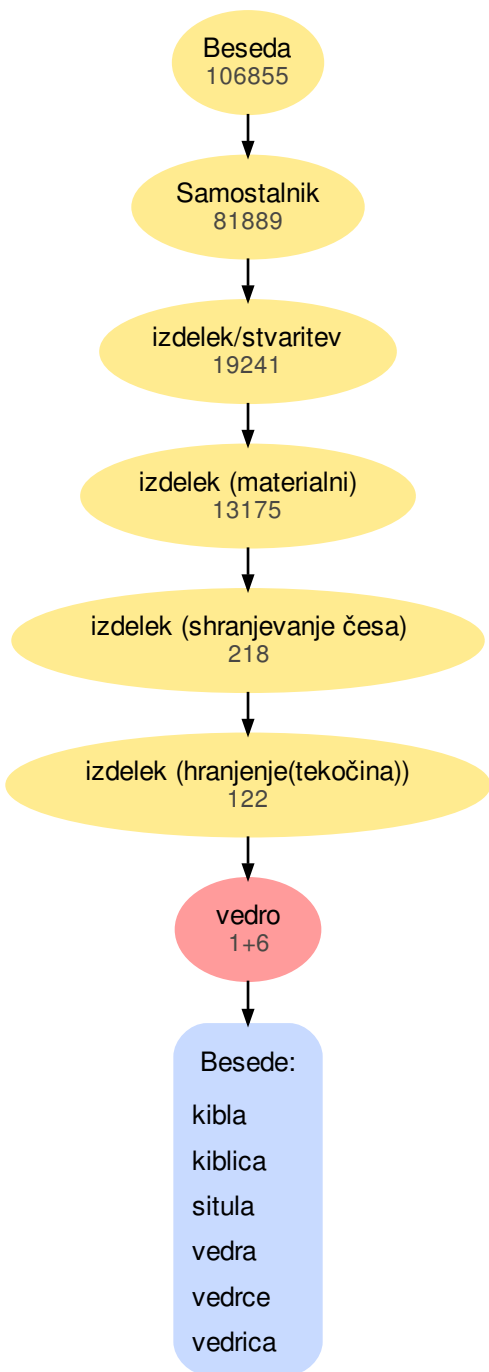 Beseda
106855
Samostalnik
81889
izdelek/stvaritev
19241
izdelek (materialni)
13175
izdelek (shranjevanje česa)
218
izdelek (hranjenje(tekočina))
122
vedro
1+6
Besede:
kibla
kiblica
situla
vedra
vedrce
vedrica